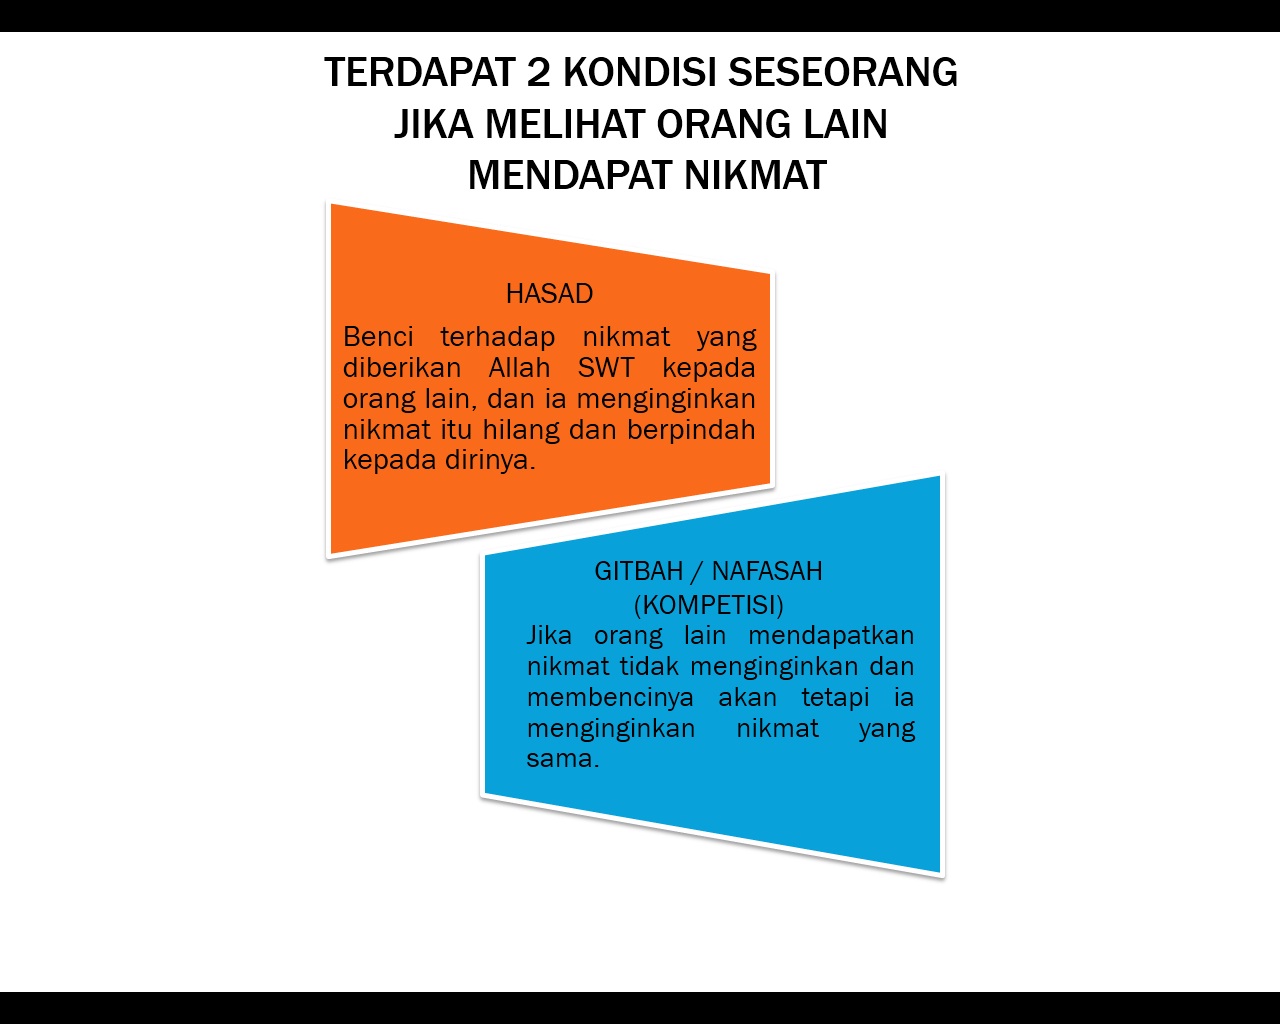 TERDAPAT 2 KONDISI SESEORANG
JIKA MELIHAT ORANG LAIN
MENDAPAT NIKMAT
HASAD
Benci terhadap nikmat yang
diberikan Allah SWT kepada
orang lain, dan ia menginginkan
nikmat itu hilang dan berpindah
kepada dirinya.
GITBAH / NAFASAH
(KOMPETISI)
Jika orang lain mendapatkan
nikmat tidak menginginkan dan
membencinya akan tetapi ia
menginginkan nikmat yang
sama.